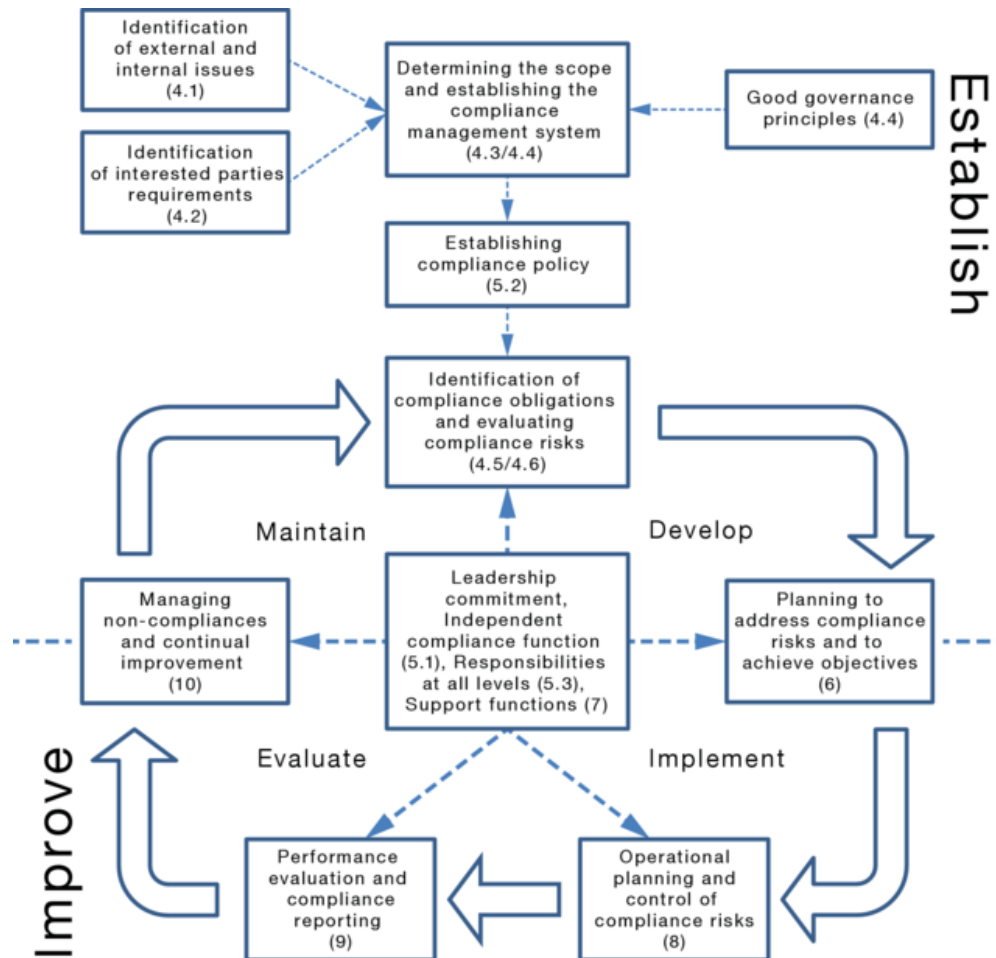 Identification
of external and
internal issues
(4.1)
Determining the scope
and establishing the
compliance
management system
(4.3/4.4)
Good governance
principles (4.4)
Establish
Identification
of interested parties
requirements
(4.2)
Establishing
compliance policy
(5.2)
Identification of
compliance obligations
and evaluating
compliance risks
(4.5/4.6)
Maintain
Develop
Managing
non-compliances
and continual
improvement
(10)
Leadership
commitment,
Independent
compliance function
(5.1), Responsibilities
at all levels (5.3),
Support functions (7)
Planning to
address compliance
risks and to
achieve objectives
(6)
Evaluate
Implement
Improve
Performance
evaluation and
compliance
reporting
(9)
Operational
planning and
control of
compliance risks
(8)